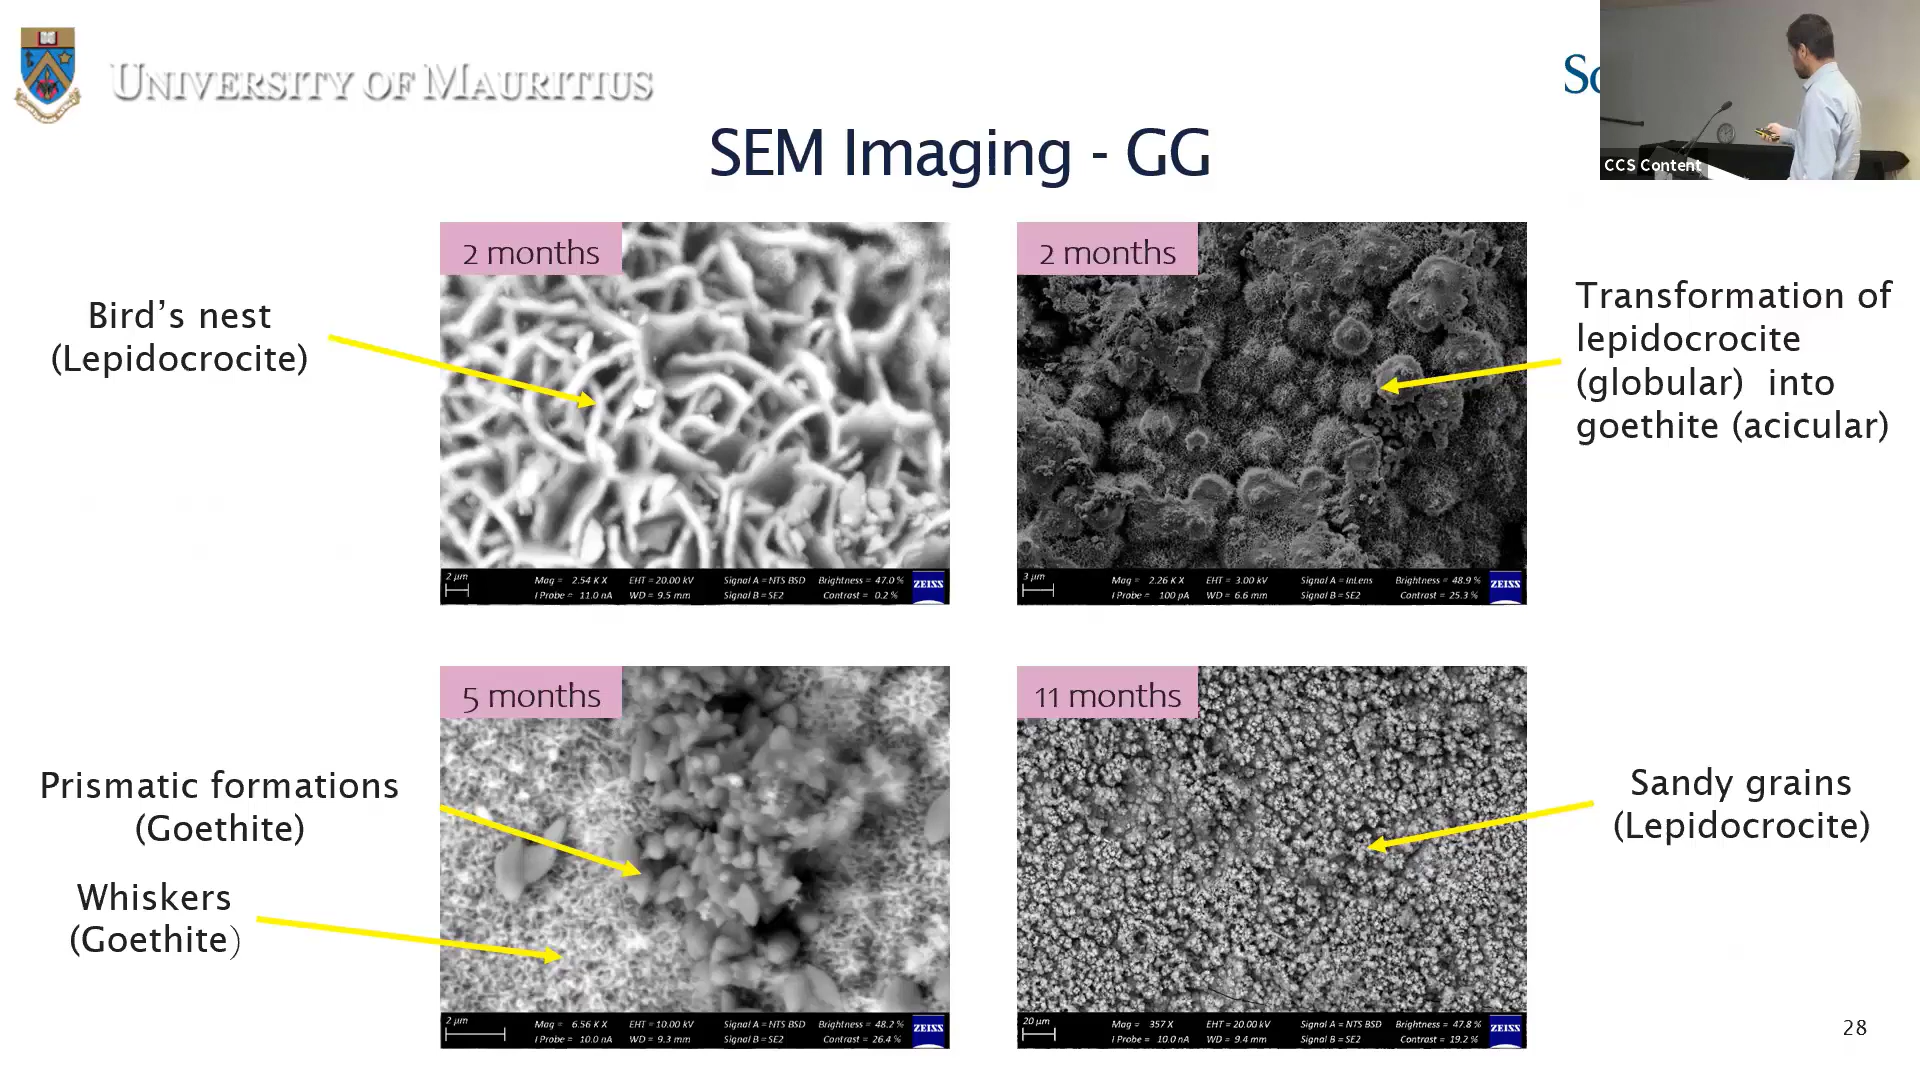 UNIVERSITY OF MAURITIUS
CCS Content
SEM Imaging - GG
2 months
2 months
Bird’s nest
(Lepidocrocite)
Transformation of
lepidocrocite
(globular) into
goethite (acicular)
2 µm
Mag = 2.54 K X EHT = 20.00 kV Signal A = NTS BSD Brightness = 47.0 %
I Probe = 11.0 nA WD = 9.5 mm Signal B = SE2 Contrast = 0.2 %
ZEISS
3 µm
Mag = 2.26 K X EHT = 3.00 kV Signal A = InLens Brightness = 48.9 %
I Probe = 100 pA WD = 6.6 mm Signal B = SE2 Contrast = 25.3 %
ZEISS
5 months
11 months
Prismatic formations
(Goethite)
Whiskers
(Goethite)
Sandy grains
(Lepidocrocite)
2 µm
Mag = 6.56 K X EHT = 10.00 kV Signal A = NTS BSD Brightness = 48.2 %
I Probe = 10.0 nA WD = 9.3 mm Signal B = SE2 Contrast = 26.4 %
ZEISS
20 µm
Mag = 357 X EHT = 20.00 kV Signal A = NTS BSD Brightness = 47.8 %
I Probe = 10.0 nA WD = 9.4 mm Signal B = SE2 Contrast = 19.2 %
ZEISS
28